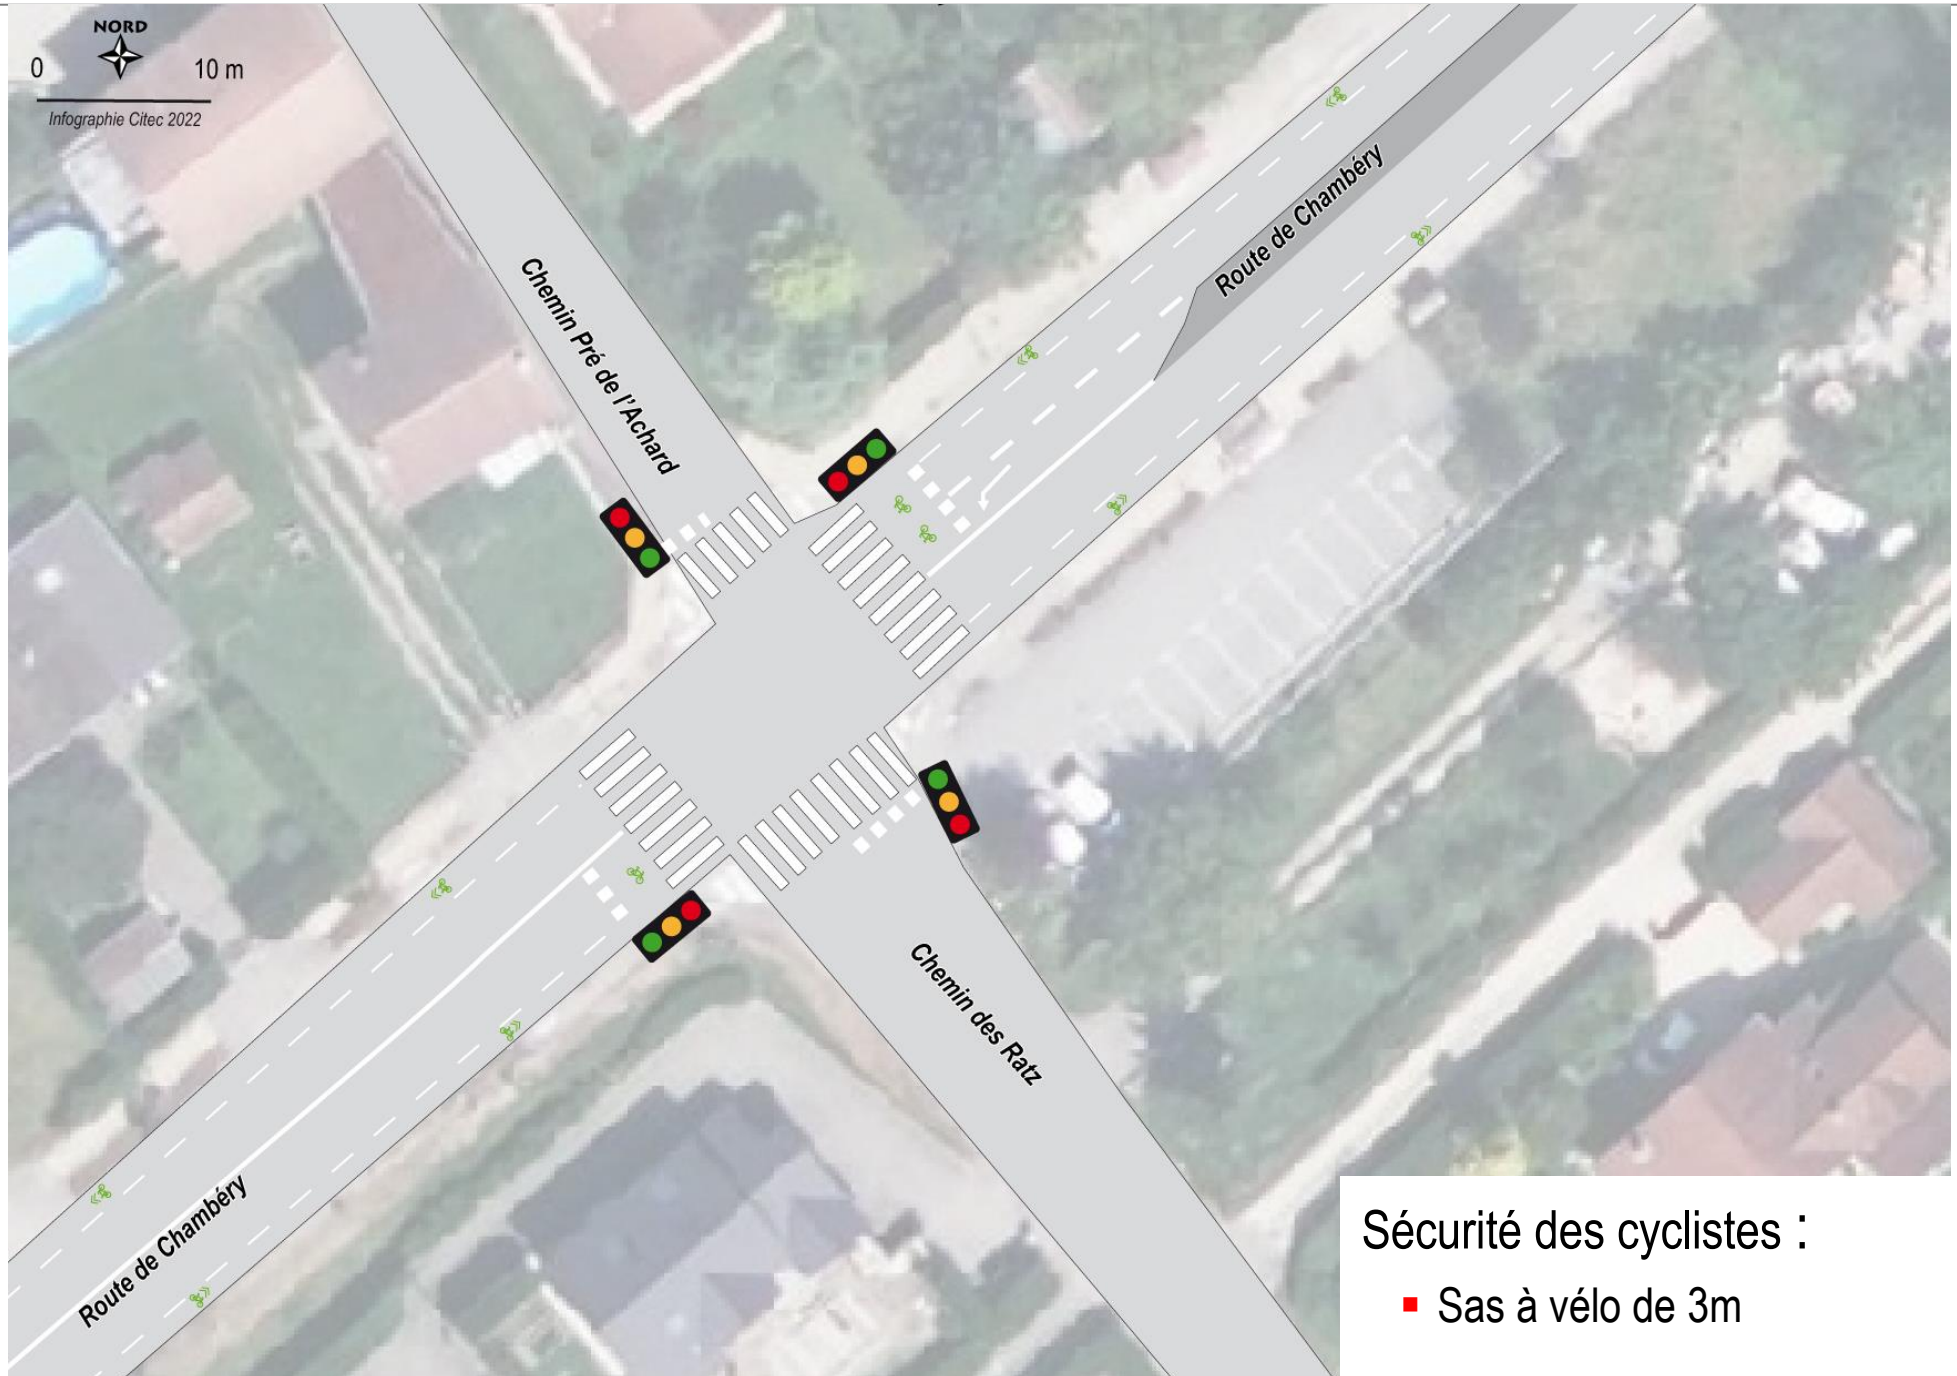 NORD
0 10 m
Infographie Citec 2022
Chemin Pré de l'Achard
Route de Chambéry
Chemin des Ratz
Route de Chambéry
Sécurité des cyclistes :
▪ Sas à vélo de 3m